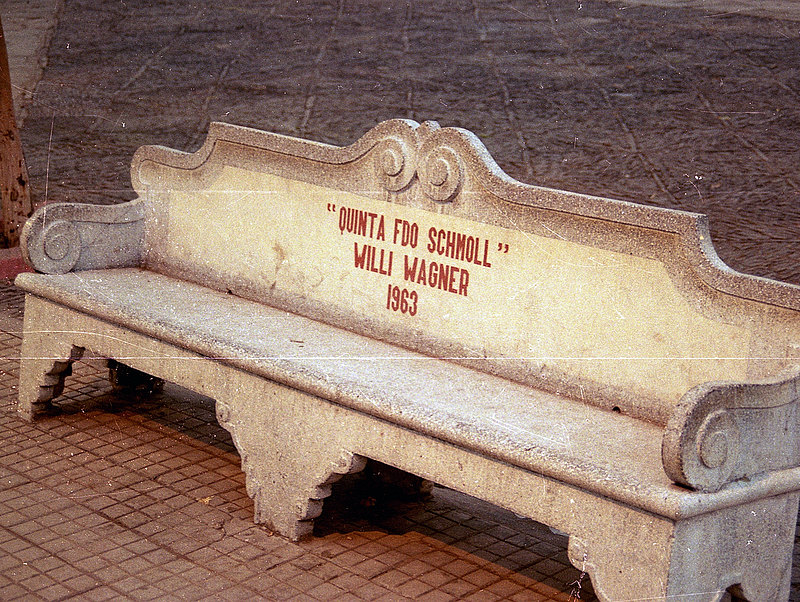 "QUINTA FDO SCHMOLL"
WILLI WAGNER
1963